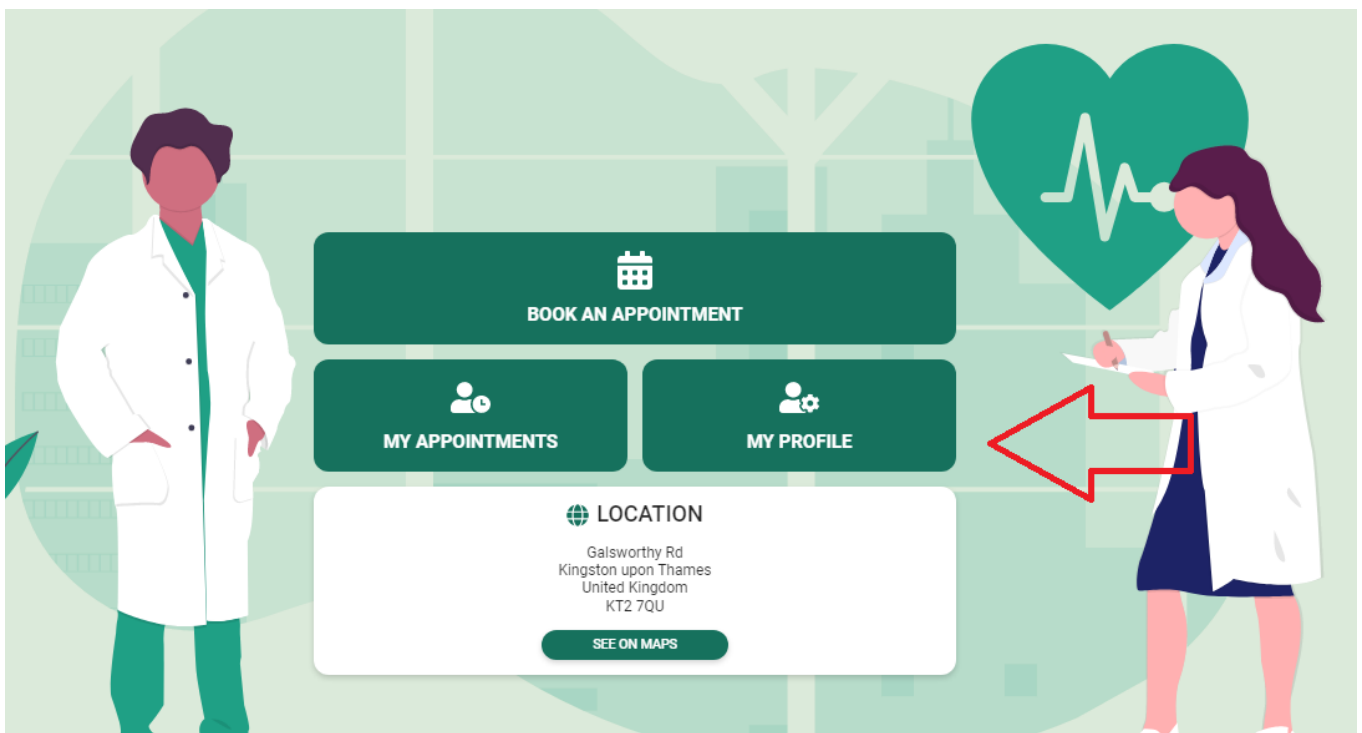 BOOK AN APPOINTMENT
MY APPOINTMENTS
MY PROFILE
LOCATION
Galsworthy Rd
Kingston upon Thames
United Kingdom
KT2 7QU
SEE ON MAPS